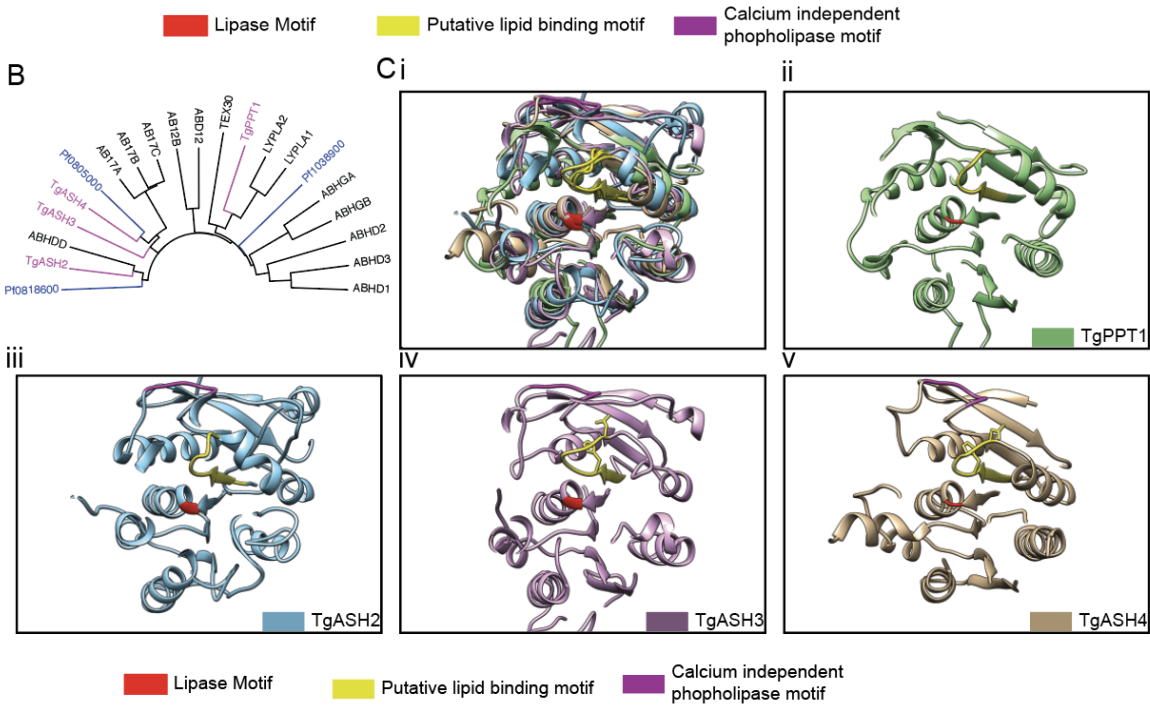 Lipase Motif
Putative lipid binding motif
Calcium independent
phopholipase motif
B
Pf0818600
TgASH2
ABHDD
TgASH3
TgASH4
Pf0805000
AB17A
AB17B
AB17C
AB12B
ABD12
TEX30
TgPPT1
LYPLA2
LYPLA1
Pf1038900
ABHGA
ABHGB
ABHD2
ABHD3
ABHD1
C i
ii
TgPPT1
iii
TgASH2
iv
TgASH3
v
TgASH4
Lipase Motif
Putative lipid binding motif
Calcium independent
phopholipase motif